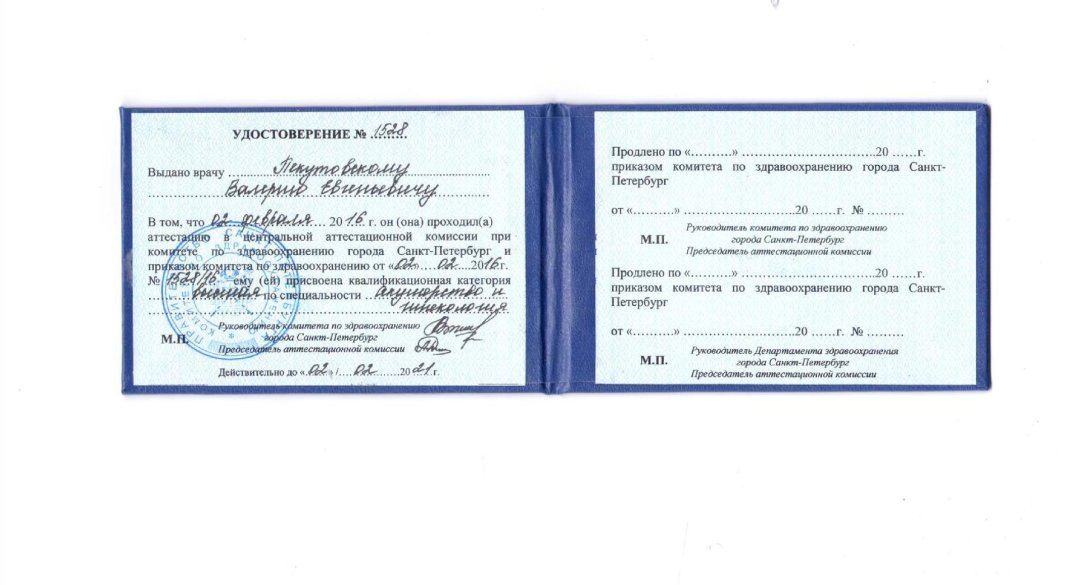 УДОСТОВЕРЕНИЕ № 1528
Выдано врачу Пекутовскому
Валерию Евгеньевичу
В том, что 02 февраля 2016 г. он (она) проходил(а)
аттестацию в центральной аттестационной комиссии при
комитете по здравоохранению города Санкт-Петербург и
приказом комитета по здравоохранению от «02» 02 2016г.
№ 1528/16 ему (ей) присвоена квалификационная категория
высшая по специальности Акушерство и
гинекология
Руководитель комитета по здравоохранению
города Санкт-Петербург
М.П.
Председатель аттестационной комиссии
Действительно до «02»/ 02 2021г.
Продлено по «..........» ................................20 ......г.
приказом комитета по здравоохранению города Санкт-
Петербург
от «..........» ...............................20 ......г. № .........
Руководитель комитета по здравоохранению
города Санкт-Петербург
М.П.
Председатель аттестационной комиссии
Продлено по «..........» ................................20 ......г.
приказом комитета по здравоохранению города Санкт-
Петербург
от «..........» ...............................20 ......г. № .........
Руководитель Департамента здравоохранения
М.П.
города Санкт-Петербург
Председатель аттестационной комиссии